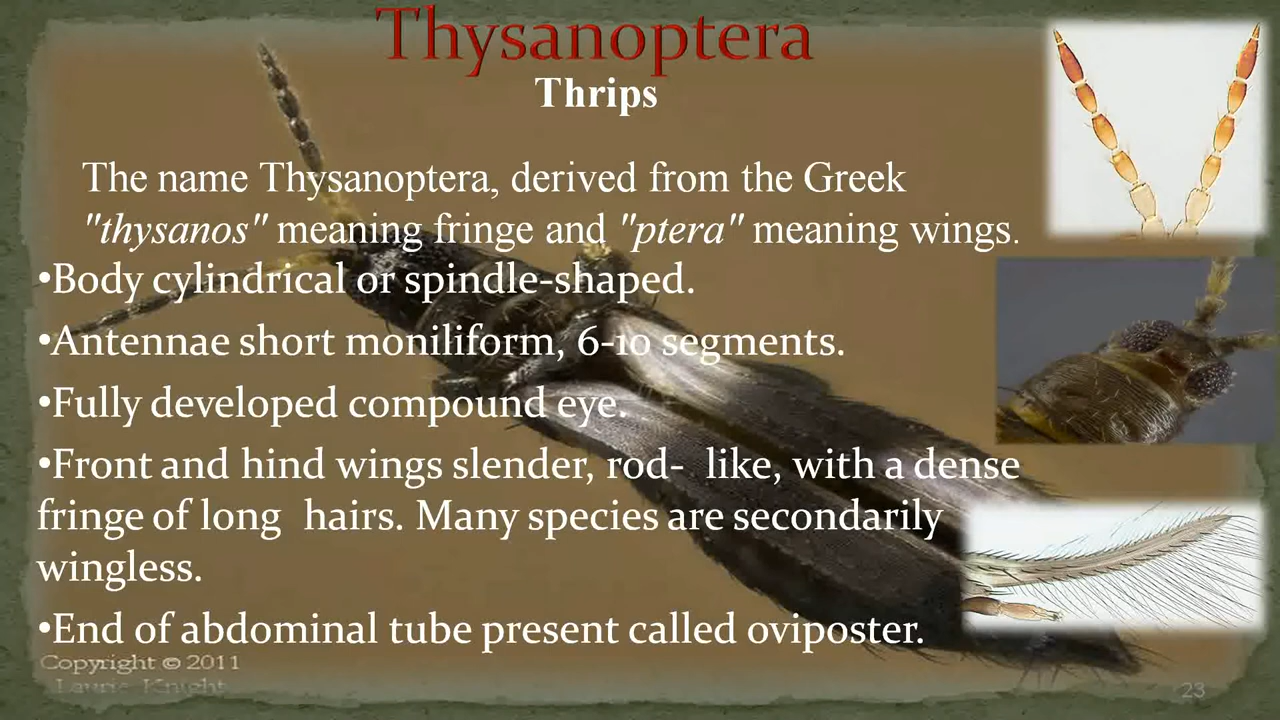 Thysanoptera
Thrips
The name Thysanoptera, derived from the Greek
"thysanos" meaning fringe and "ptera" meaning wings.
•Body cylindrical or spindle-shaped.
•Antennae short moniliform, 6-10 segments.
•Fully developed compound eye.
•Front and hind wings slender, rod- like, with a dense
fringe of long hairs. Many species are secondarily
wingless.
•End of abdominal tube present called oviposter.
Copyright © 2011
Laurie Knight
23